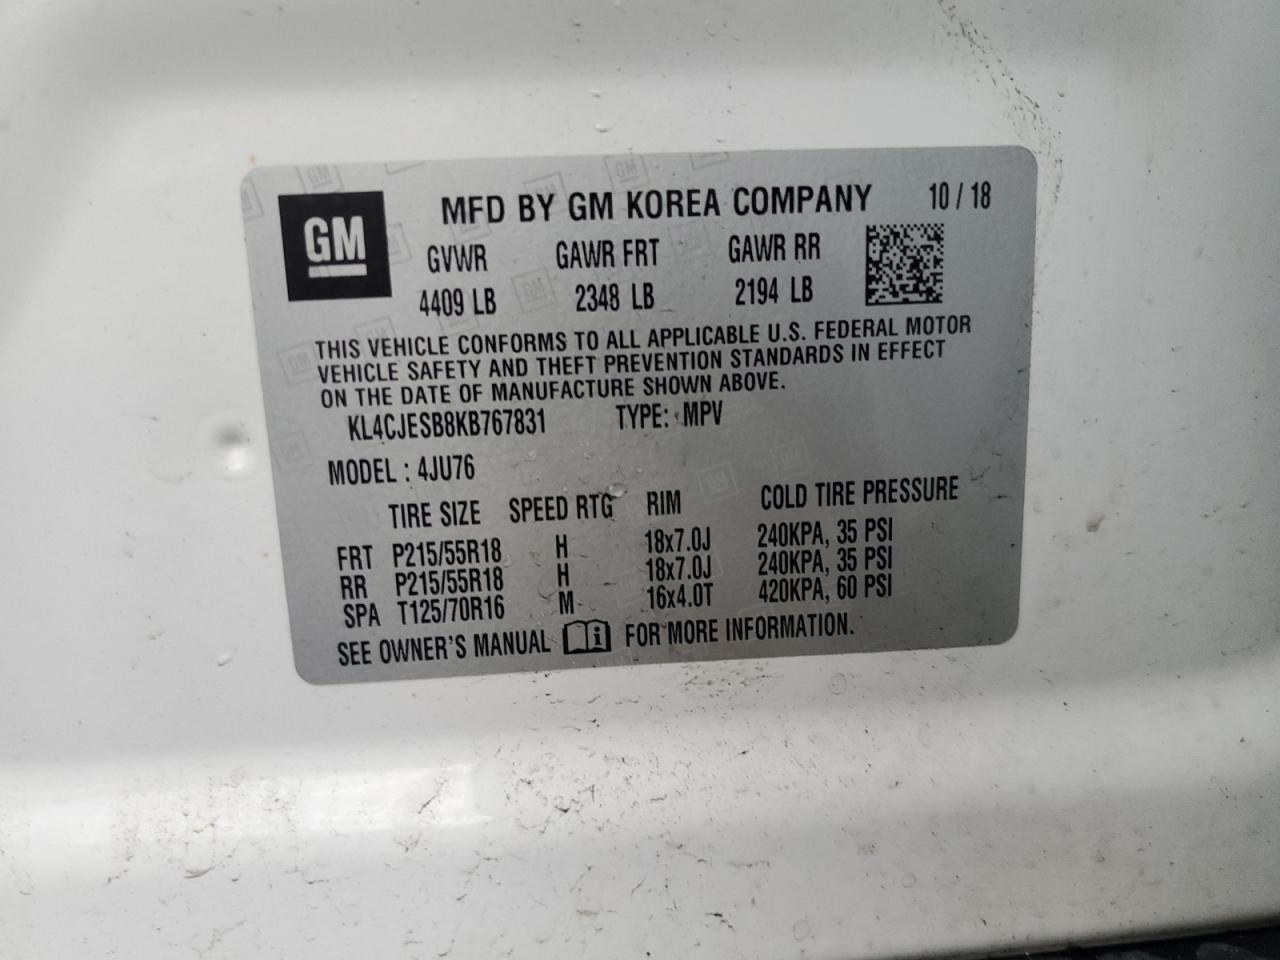 GM
MFD BY GM KOREA COMPANY 10 / 18
GVWR GAWR FRT GAWR RR
4409 LB 2348 LB 2194 LB
THIS VEHICLE CONFORMS TO ALL APPLICABLE U.S. FEDERAL MOTOR
VEHICLE SAFETY AND THEFT PREVENTION STANDARDS IN EFFECT
ON THE DATE OF MANUFACTURE SHOWN ABOVE.
KL4CJESB8KB767831 TYPE: MPV
MODEL : 4JU76
TIRE SIZE SPEED RTG RIM COLD TIRE PRESSURE
FRT P215/55R18 H 18x7.0J 240KPA, 35 PSI
RR P215/55R18 H 18x7.0J 240KPA, 35 PSI
SPA T125/70R16 M 16x4.0T 420KPA, 60 PSI
SEE OWNER'S MANUAL i FOR MORE INFORMATION.